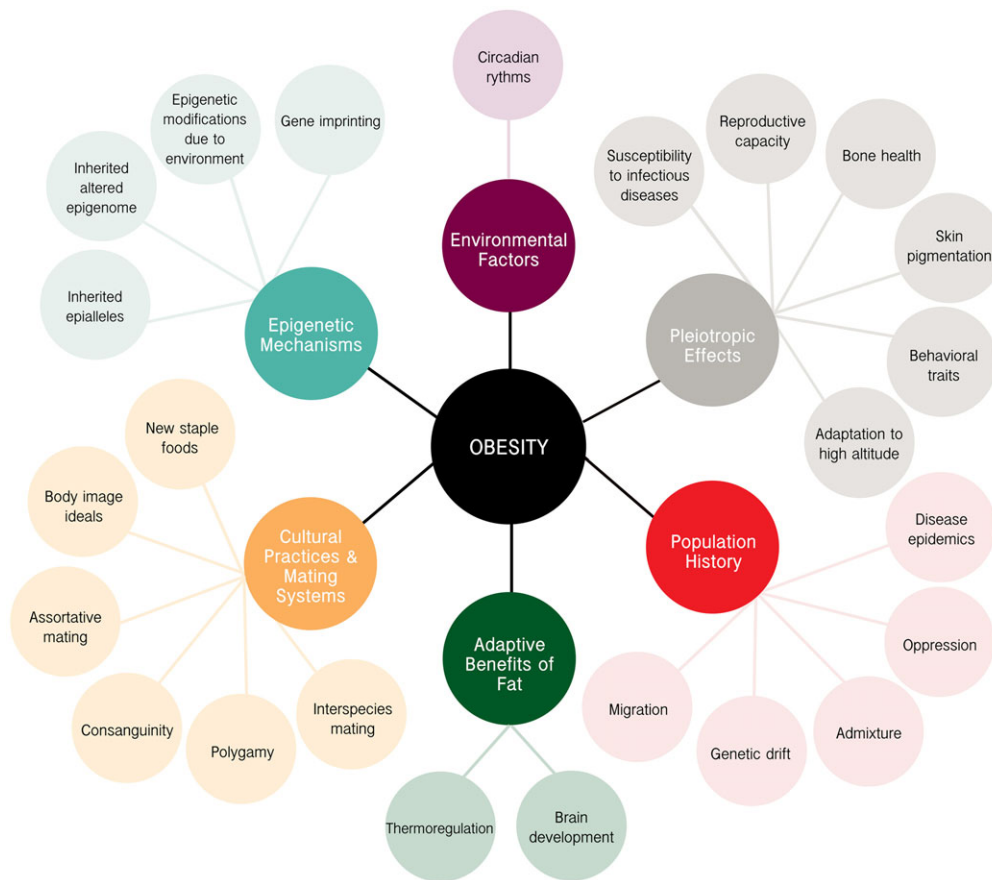 Circadian
rythms
Environmental
Factors
Epigenetic
modifications
due to
environment
Gene imprinting
Inherited
altered
epigenome
Inherited
epialleles
Epigenetic
Mechanisms
Reproductive
capacity
Susceptibility
to infectious
diseases
Bone health
Skin
pigmentation
Behavioral
traits
Adaptation to
high altitude
Pleiotropic
Effects
OBESITY
New staple
foods
Body image
ideals
Assortative
mating
Consanguinity
Polygamy
Interspecies
mating
Cultural
Practices &
Mating
Systems
Adaptive
Benefits of
Fat
Thermoregulation
Brain
development
Population
History
Disease
epidemics
Oppression
Admixture
Genetic drift
Migration